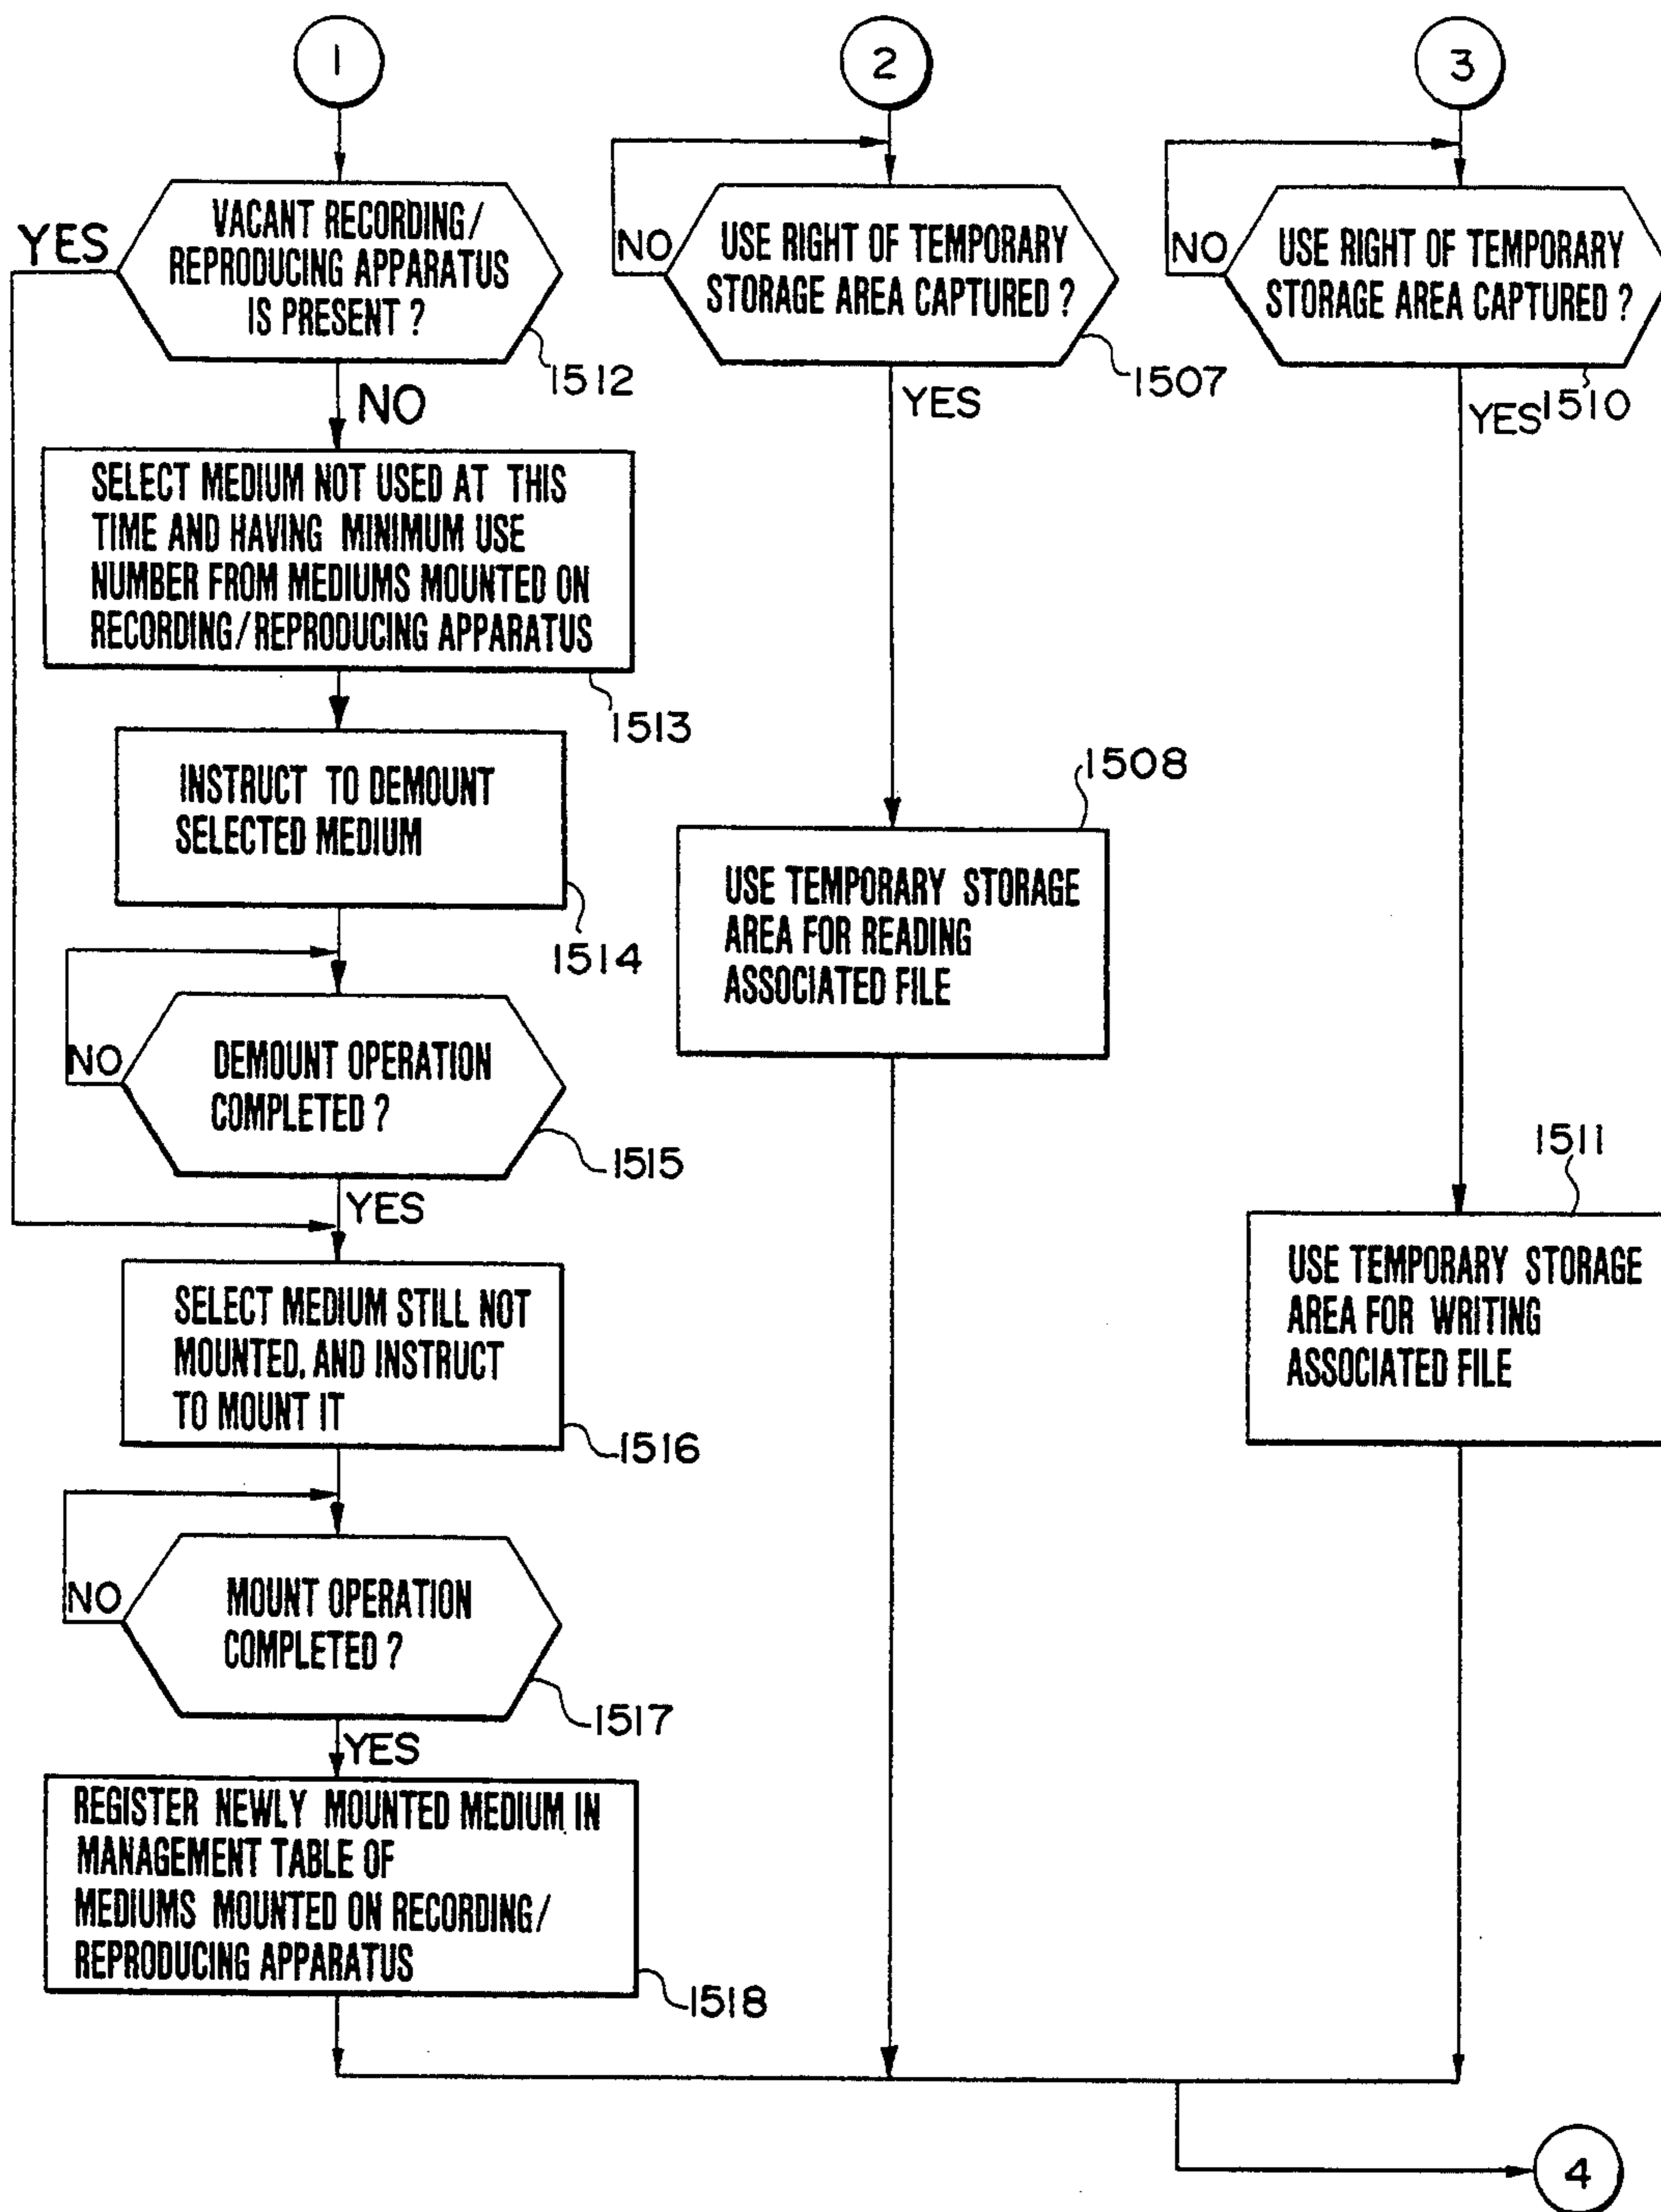 1
2
3
VACANT RECORDING/
REPRODUCING APPARATUS
IS PRESENT ?
YES
NO
1512
SELECT MEDIUM NOT USED AT THIS
TIME AND HAVING MINIMUM USE
NUMBER FROM MEDIUMS MOUNTED ON
RECORDING/REPRODUCING APPARATUS
1513
INSTRUCT TO DEMOUNT
SELECTED MEDIUM
1514
DEMOUNT OPERATION
COMPLETED ?
NO
1515
YES
SELECT MEDIUM STILL NOT
MOUNTED, AND INSTRUCT
TO MOUNT IT
1516
MOUNT OPERATION
COMPLETED ?
NO
1517
YES
REGISTER NEWLY MOUNTED MEDIUM IN
MANAGEMENT TABLE OF
MEDIUMS MOUNTED ON RECORDING/
REPRODUCING APPARATUS
1518
USE RIGHT OF TEMPORARY
STORAGE AREA CAPTURED ?
NO
1507
YES
1508
USE TEMPORARY STORAGE
AREA FOR READING
ASSOCIATED FILE
USE RIGHT OF TEMPORARY
STORAGE AREA CAPTURED ?
NO
YES 1510
1511
USE TEMPORARY STORAGE
AREA FOR WRITING
ASSOCIATED FILE
4